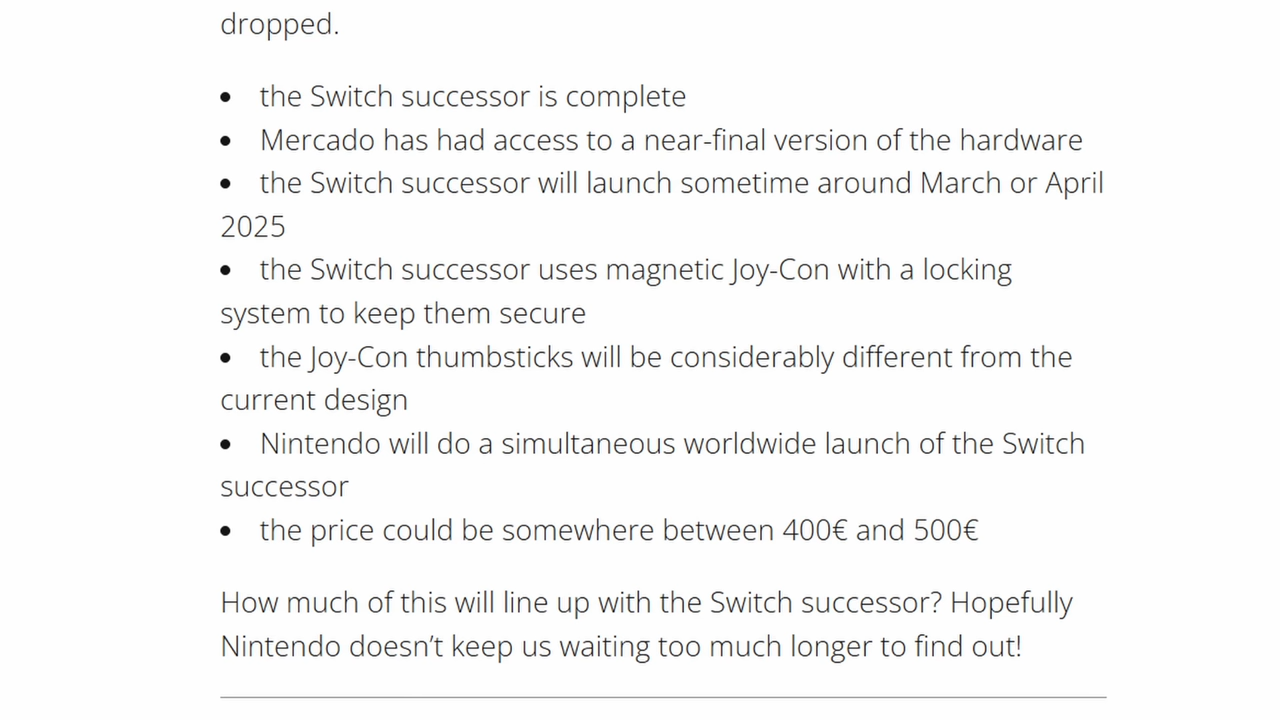 dropped.
• the Switch successor is complete
• Mercado has had access to a near-final version of the hardware
• the Switch successor will launch sometime around March or April
2025
• the Switch successor uses magnetic Joy-Con with a locking
system to keep them secure
• the Joy-Con thumbsticks will be considerably different from the
current design
• Nintendo will do a simultaneous worldwide launch of the Switch
successor
• the price could be somewhere between 400€ and 500€
How much of this will line up with the Switch successor? Hopefully
Nintendo doesn’t keep us waiting too much longer to find out!